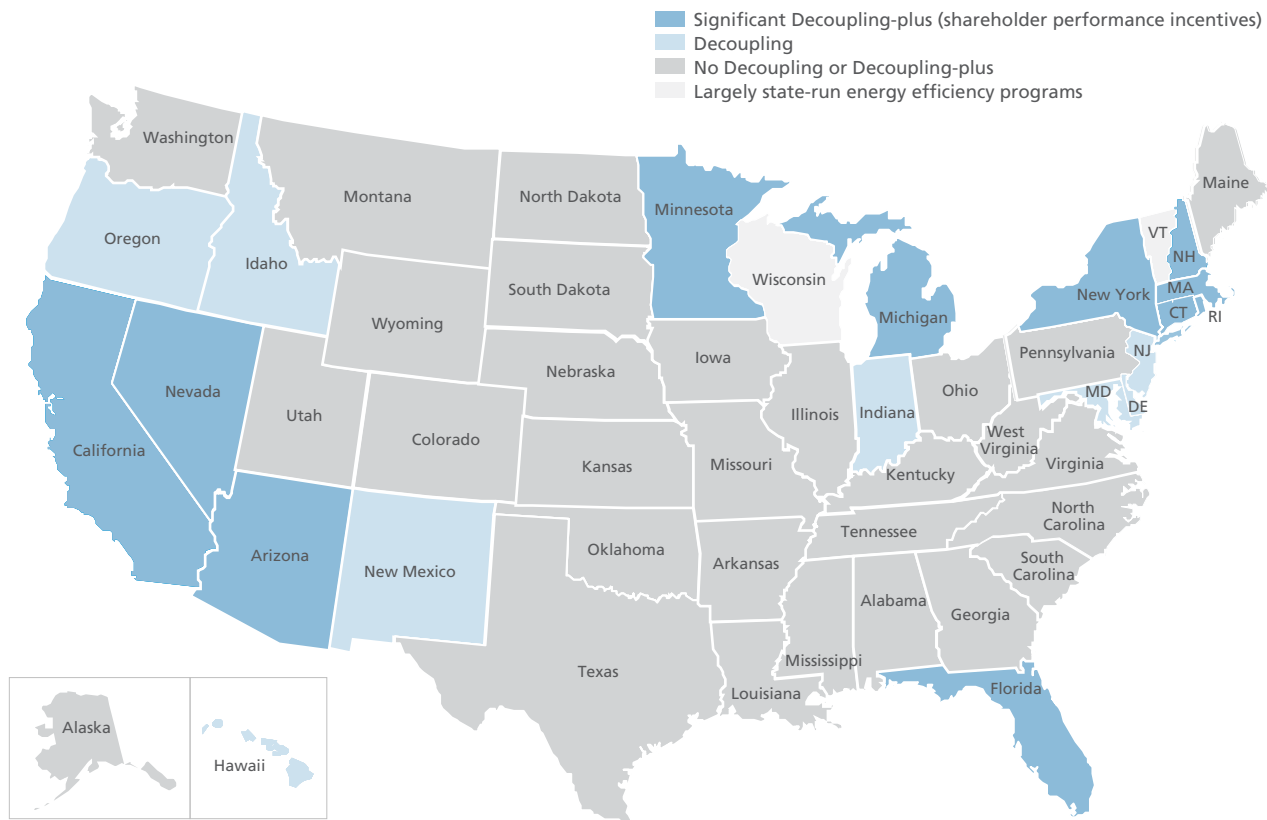 Significant Decoupling-plus (shareholder performance incentives)
Decoupling
No Decoupling or Decoupling-plus
Largely state-run energy efficiency programs
Washington
Montana
North Dakota
Minnesota
Maine
Oregon
Idaho
VT
NH
Wisconsin
South Dakota
New York
MA
Wyoming
Michigan
CT
RI
Iowa
Pennsylvania
NJ
Nebraska
Nevada
Ohio
MD
DE
Utah
Illinois
Indiana
Colorado
California
West
Virginia
Kansas
Missouri
Virginia
Kentucky
North
Carolina
Tennessee
Oklahoma
Arizona
New Mexico
Arkansas
South
Carolina
Alabama
Georgia
Mississippi
Texas
Louisiana
Florida
Alaska
Hawaii